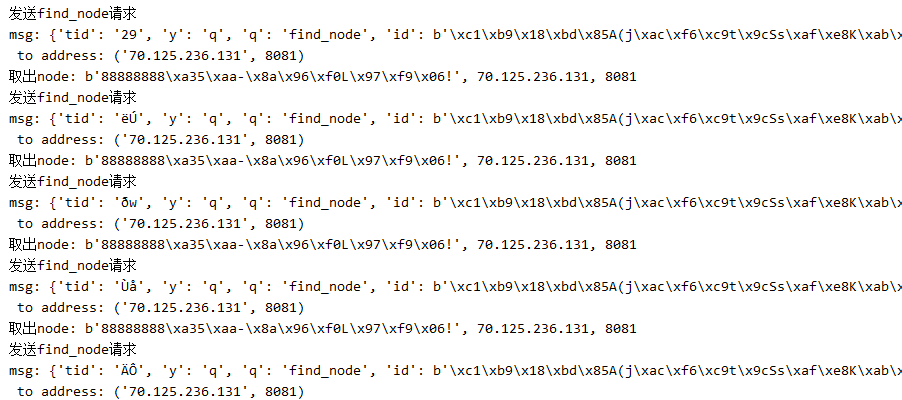 发送find_node请求
msg: {'tid': '29', 'y': 'q', 'q': 'find_node', 'id': b'\xc1\xb9\x18\xbd\x85A(j\xac\xf6\xc9t\x9cSs\xaf\xe8K\xab\x
to address: ('70.125.236.131', 8081)
取出node: b'88888888\xa35\xaa-\x8a\x96\xf0L\x97\xf9\x06!', 70.125.236.131, 8081
发送find_node请求
msg: {'tid': 'ëÚ', 'y': 'q', 'q': 'find_node', 'id': b'\xc1\xb9\x18\xbd\x85A(j\xac\xf6\xc9t\x9cSs\xaf\xe8K\xab\x
to address: ('70.125.236.131', 8081)
取出node: b'88888888\xa35\xaa-\x8a\x96\xf0L\x97\xf9\x06!', 70.125.236.131, 8081
发送find_node请求
msg: {'tid': 'ðw', 'y': 'q', 'q': 'find_node', 'id': b'\xc1\xb9\x18\xbd\x85A(j\xac\xf6\xc9t\x9cSs\xaf\xe8K\xab\x
to address: ('70.125.236.131', 8081)
取出node: b'88888888\xa35\xaa-\x8a\x96\xf0L\x97\xf9\x06!', 70.125.236.131, 8081
发送find_node请求
msg: {'tid': 'Ùå', 'y': 'q', 'q': 'find_node', 'id': b'\xc1\xb9\x18\xbd\x85A(j\xac\xf6\xc9t\x9cSs\xaf\xe8K\xab\x
to address: ('70.125.236.131', 8081)
取出node: b'88888888\xa35\xaa-\x8a\x96\xf0L\x97\xf9\x06!', 70.125.236.131, 8081
发送find_node请求
msg: {'tid': 'ÄÔ', 'y': 'q', 'q': 'find_node', 'id': b'\xc1\xb9\x18\xbd\x85A(j\xac\xf6\xc9t\x9cSs\xaf\xe8K\xab\x
to address: ('70.125.236.131', 8081)